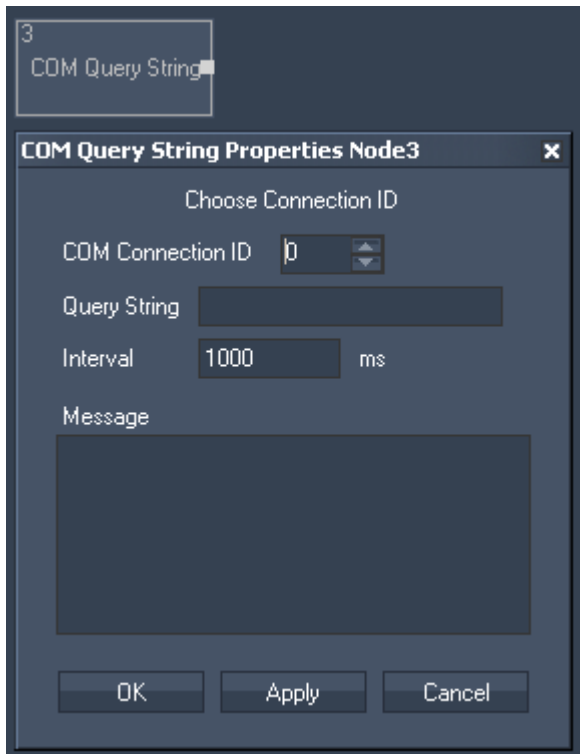 3
COM Query String
COM Query String Properties Node3
Choose Connection ID
COM Connection ID 0
Query String
Interval 1000 ms
Message
OK Apply Cancel